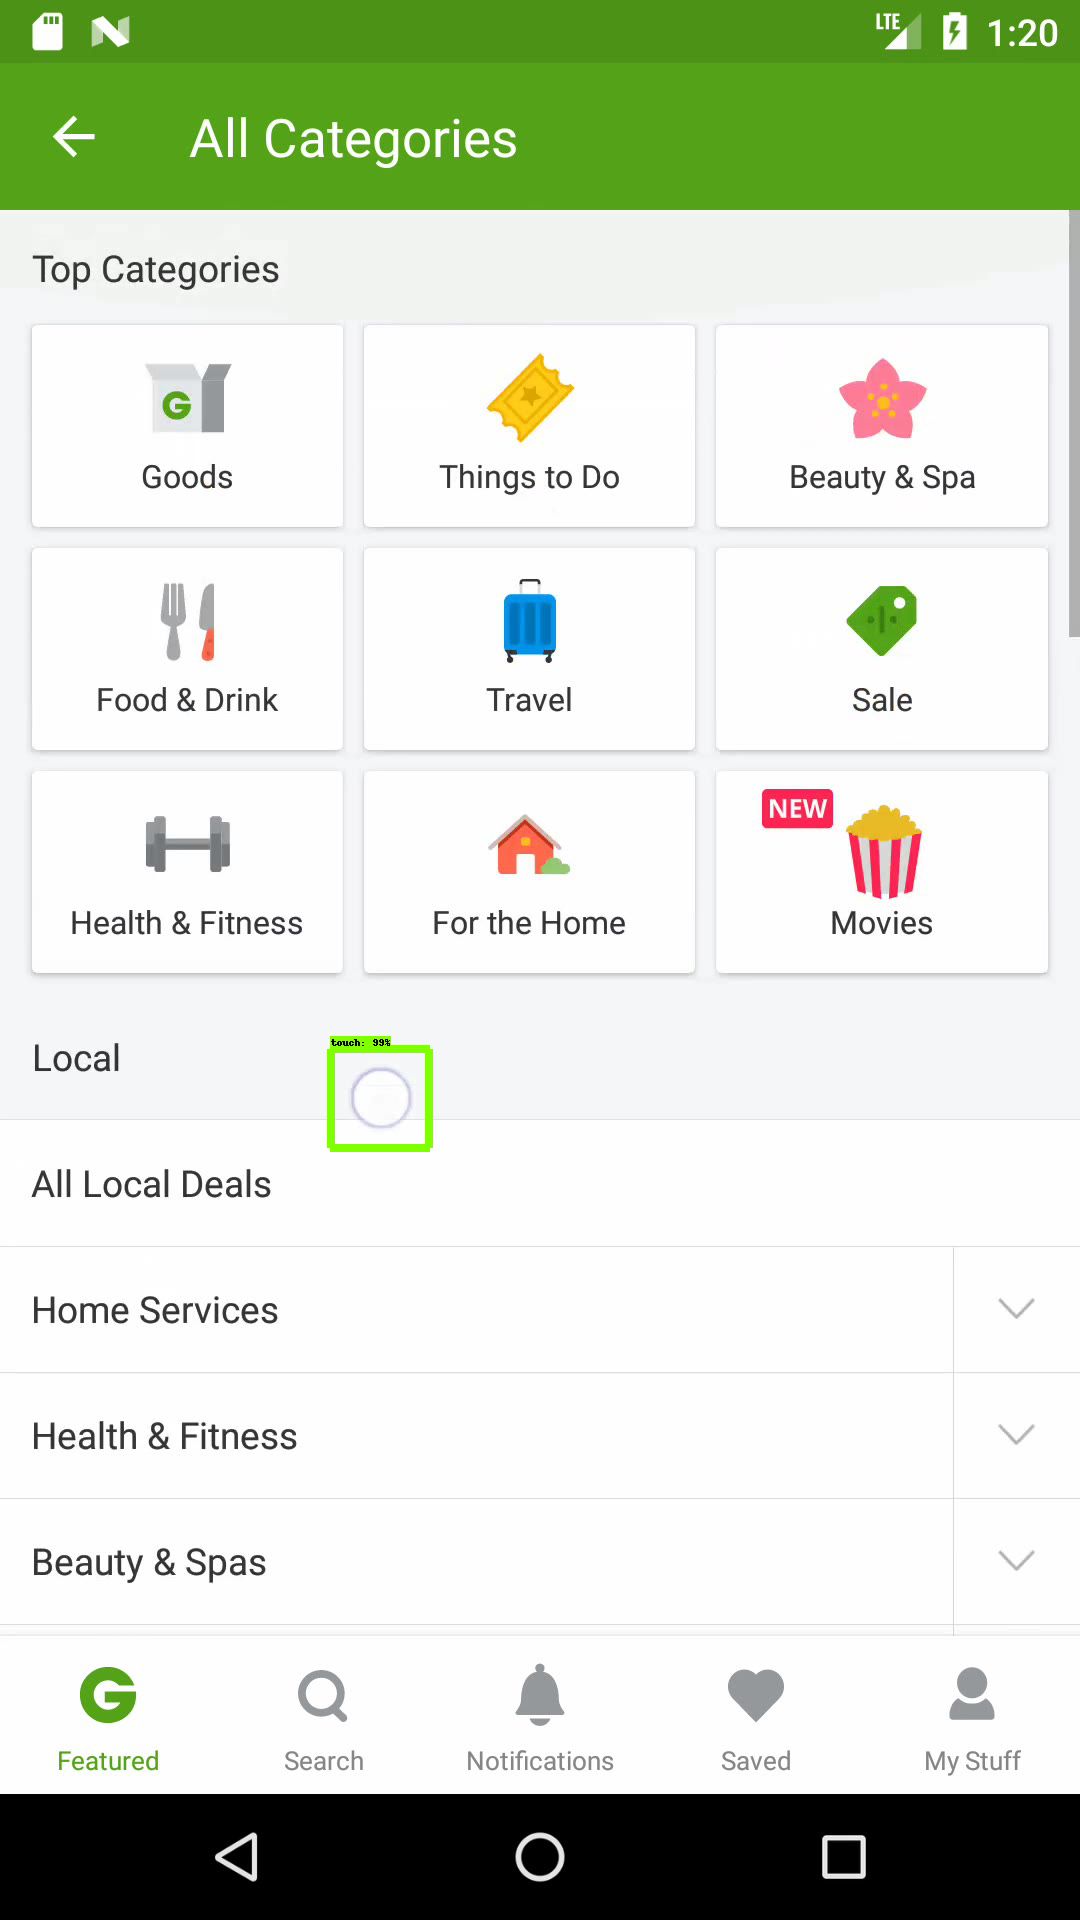 LTE 1:20
All Categories
Top Categories
Goods
Things to Do
Beauty & Spa
Food & Drink
Travel
Sale
Health & Fitness
For the Home
NEW
Movies
Local
touch: 99%
All Local Deals
Home Services
Health & Fitness
Beauty & Spas
Featured
Search
Notifications
Saved
My Stuff